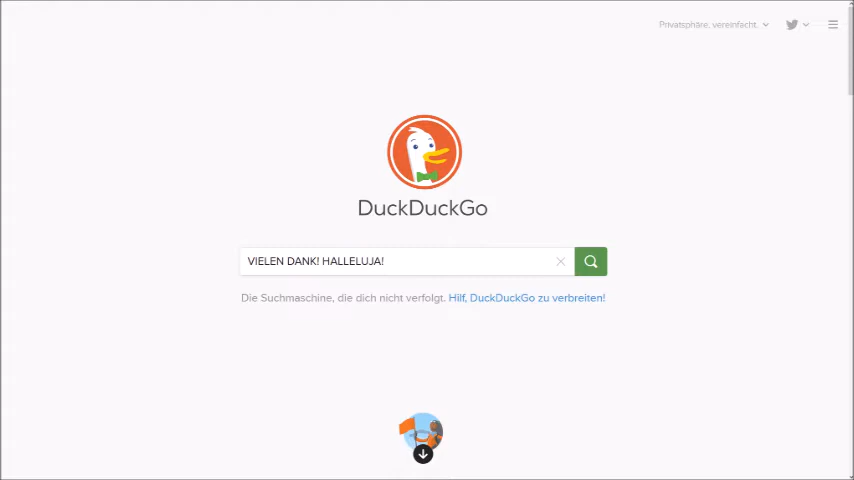 Privatsphäre, vereinfacht.
DuckDuckGo
VIELEN DANK! HALLELUJA!
Die Suchmaschine, die dich nicht verfolgt. Hilf, DuckDuckGo zu verbreiten!